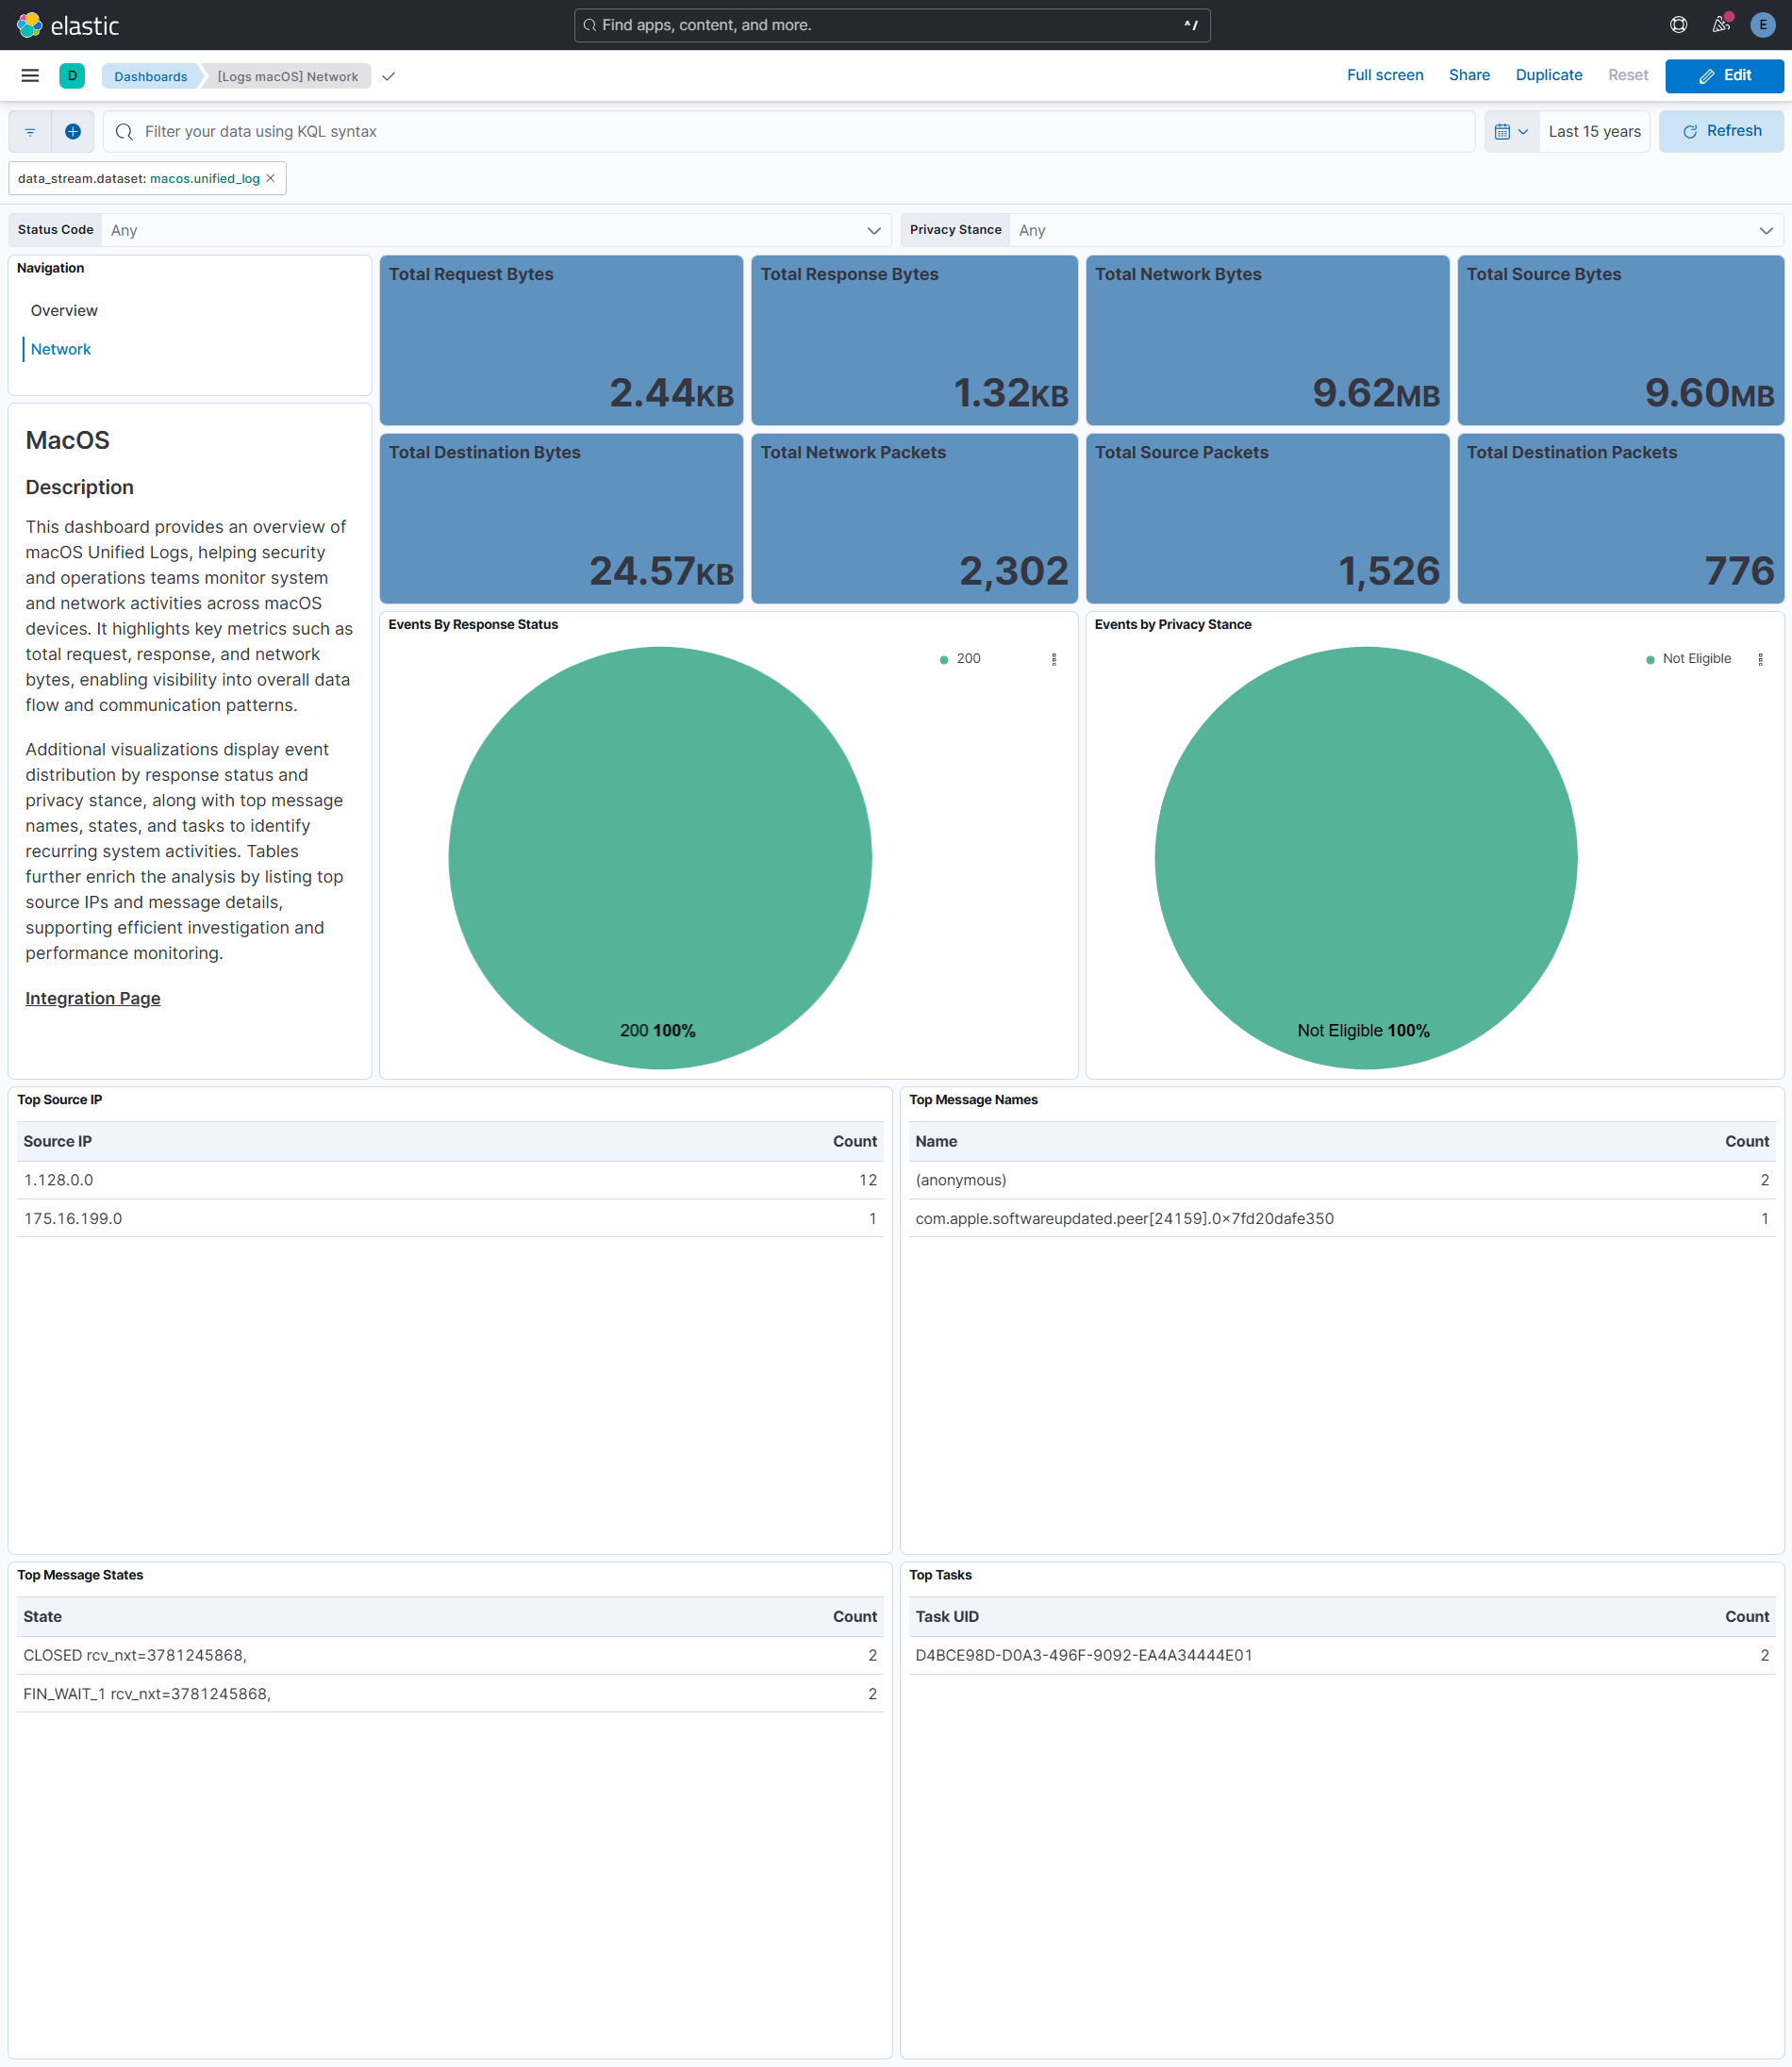 elastic
Find apps, content, and more.
^/
E
D
Dashboards
[Logs macOS] Network
Full screen
Share
Duplicate
Reset
Edit
Filter your data using KQL syntax
Last 15 years
Refresh
data_stream.dataset: macos.unified_log
Status Code
Any
Privacy Stance
Any
Navigation
Overview
Network
MacOS
Description
This dashboard provides an overview of
macOS Unified Logs, helping security
and operations teams monitor system
and network activities across macOS
devices. It highlights key metrics such as
total request, response, and network
bytes, enabling visibility into overall data
flow and communication patterns.
Additional visualizations display event
distribution by response status and
privacy stance, along with top message
names, states, and tasks to identify
recurring system activities. Tables
further enrich the analysis by listing top
source IPs and message details,
supporting efficient investigation and
performance monitoring.
Integration Page
Total Request Bytes
2.44KB
Total Response Bytes
1.32KB
Total Network Bytes
9.62MB
Total Source Bytes
9.60MB
Total Destination Bytes
24.57KB
Total Network Packets
2,302
Total Source Packets
1,526
Total Destination Packets
776
Events By Response Status
200
200 100%
Events by Privacy Stance
Not Eligible
Not Eligible 100%
Top Source IP
Source IP Count
1.128.0.0 12
175.16.199.0 1
Top Message Names
Name Count
(anonymous) 2
com.apple.softwareupdated.peer[24159].0x7fd20dafe350 1
Top Message States
State Count
CLOSED rcv_nxt=3781245868, 2
FIN_WAIT_1 rcv_nxt=3781245868, 2
Top Tasks
Task UID Count
D4BCE98D-D0A3-496F-9092-EA4A34444E01 2